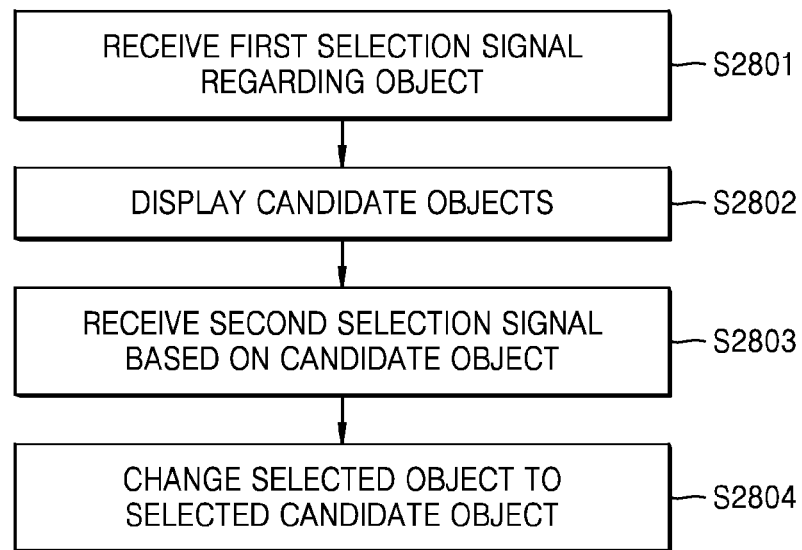 RECEIVE FIRST SELECTION SIGNAL
REGARDING OBJECT
S2801
DISPLAY CANDIDATE OBJECTS
S2802
RECEIVE SECOND SELECTION SIGNAL
BASED ON CANDIDATE OBJECT
S2803
CHANGE SELECTED OBJECT TO
SELECTED CANDIDATE OBJECT
S2804